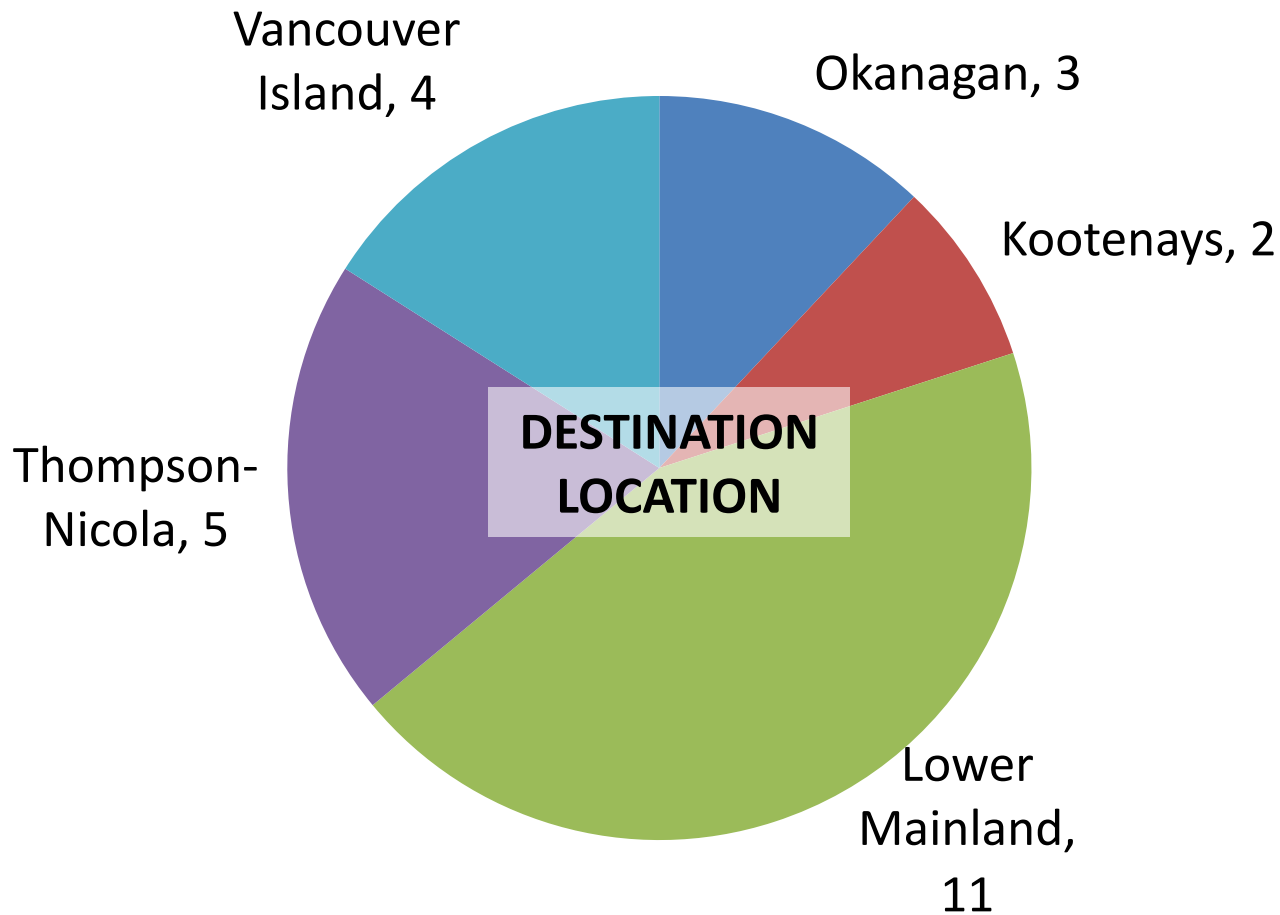 Vancouver
Island, 4
Okanagan, 3
Kootenays, 2
DESTINATION
LOCATION
Thompson-
Nicola, 5
Lower
Mainland,
11